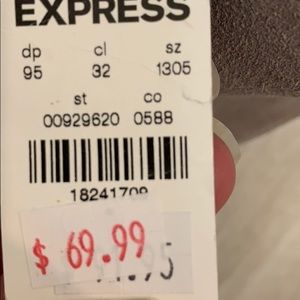 EXPRESS
dp cl sz
95 32 1305
st co
00929620 0588
18241709
$ 69.99